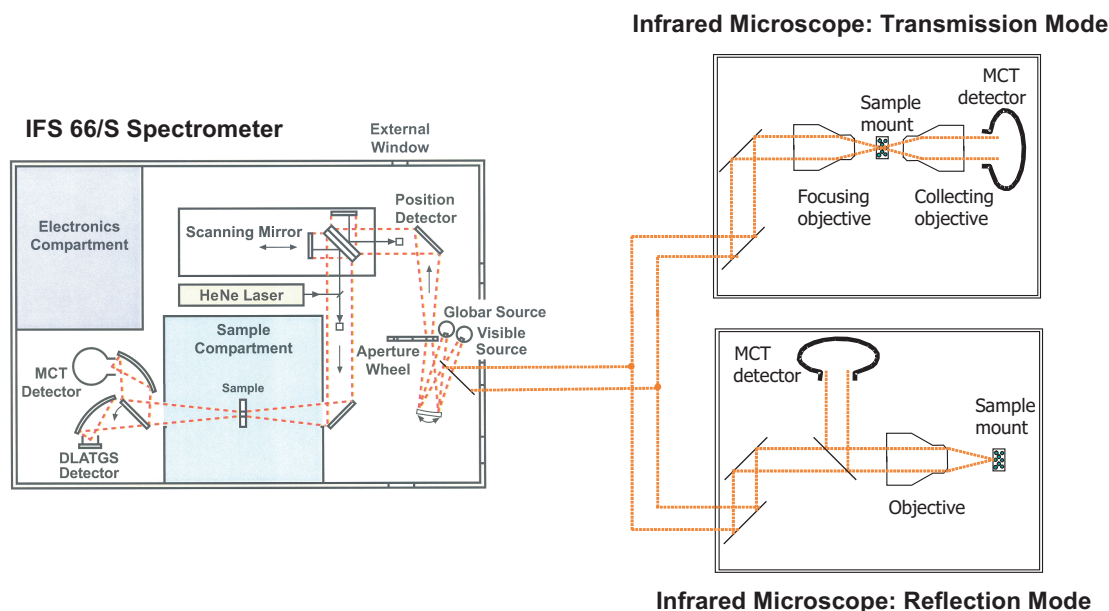 Infrared Microscope: Transmission Mode
MCT
detector
Sample
mount
Focusing
objective
Collecting
objective
IFS 66/S Spectrometer
External
Window
Electronics
Compartment
Scanning Mirror
Position
Detector
HeNe Laser
Globar Source
Visible
Source
Sample
Compartment
Aperture
Wheel
MCT
Detector
Sample
DLATGS
Detector
MCT
detector
Sample
mount
Objective
Infrared Microscope: Reflection Mode